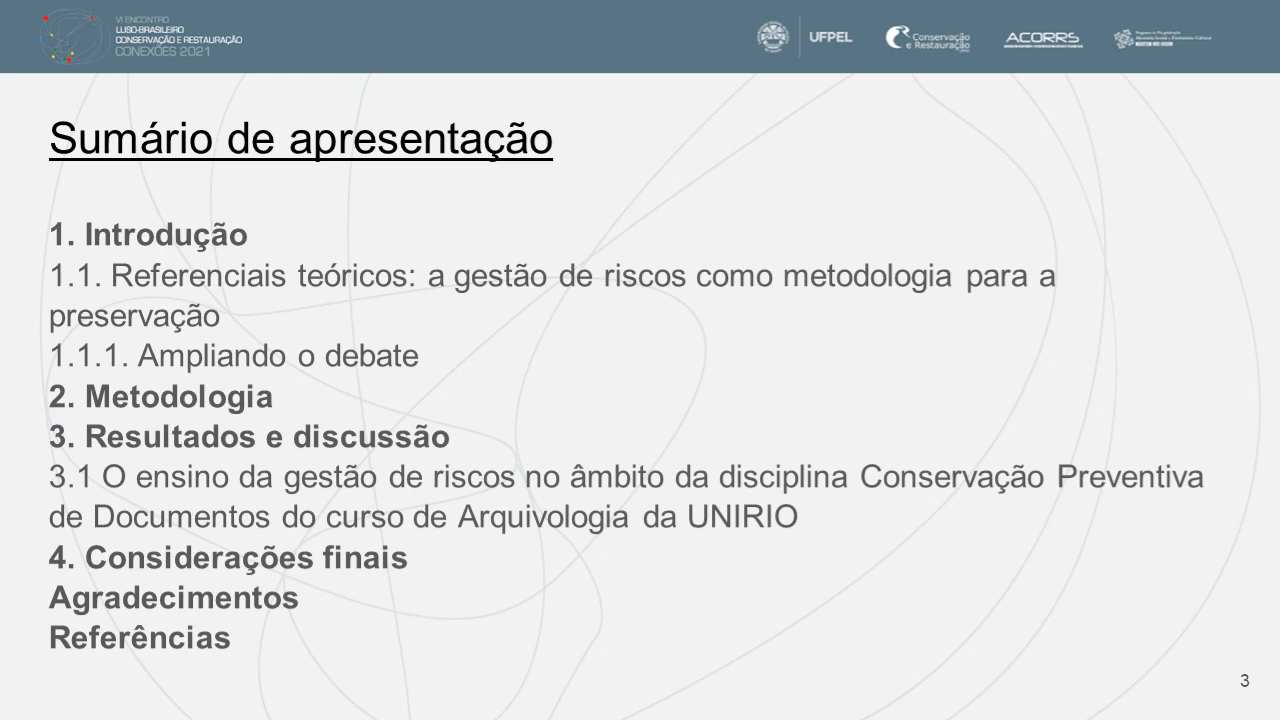 VI ENCONTRO
LUSO-BRASILEIRO
CONSERVAÇÃO E RESTAURAÇÃO
CONEXÕES 2021
UFPEL
Conservação
e Restauração
ACORRS
Sumário de apresentação
1. Introdução
1.1. Referenciais teóricos: a gestão de riscos como metodologia para a
preservação
1.1.1. Ampliando o debate
2. Metodologia
3. Resultados e discussão
3.1 O ensino da gestão de riscos no âmbito da disciplina Conservação Preventiva
de Documentos do curso de Arquivologia da UNIRIO
4. Considerações finais
Agradecimentos
Referências
3